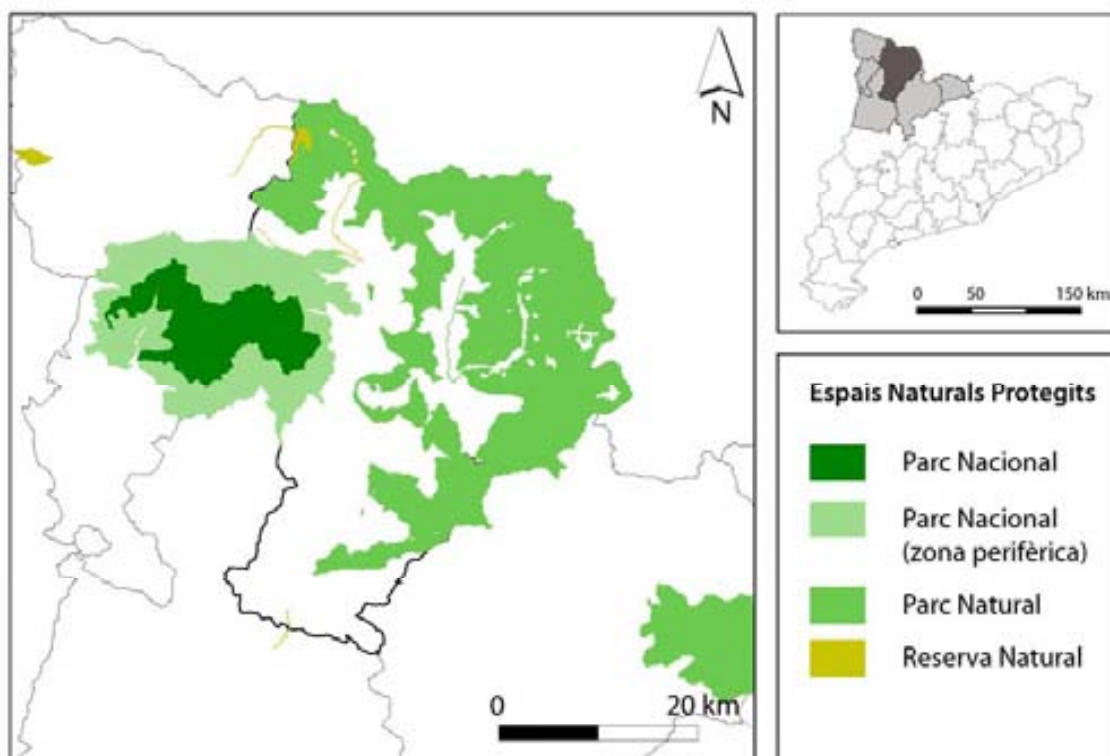 N
0 20 km
0 50 150 km
Espais Naturals Protegits
Parc Nacional
Parc Nacional
(zona perifèrica)
Parc Natural
Reserva Natural